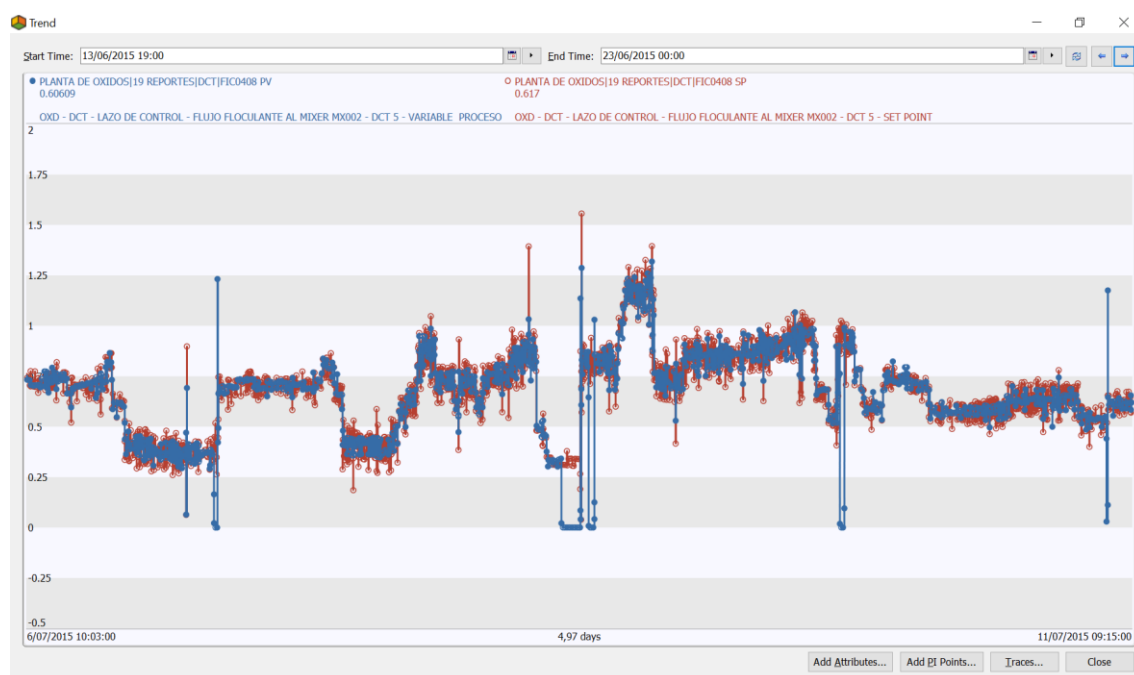 Trend
Start Time: 13/06/2015 19:00 End Time: 23/06/2015 00:00
PLANTA DE OXIDOS|19 REPORTES|DCT|FIC0408 PV PLANTA DE OXIDOS|19 REPORTES|DCT|FIC0408 SP
0.60609 0.617
OXD - DCT - LAZO DE CONTROL - FLUJO FLOCULANTE AL MIXER MX002 - DCT 5 - VARIABLE PROCESO OXD - DCT - LAZO DE CONTROL - FLUJO FLOCULANTE AL MIXER MX002 - DCT 5 - SET POINT
2
1.75
1.5
1.25
1
0.75
0.5
0.25
0
-0.25
-0.5
6/07/2015 10:03:00 4,97 days 11/07/2015 09:15:00
Add Attributes... Add PI Points... Traces... Close